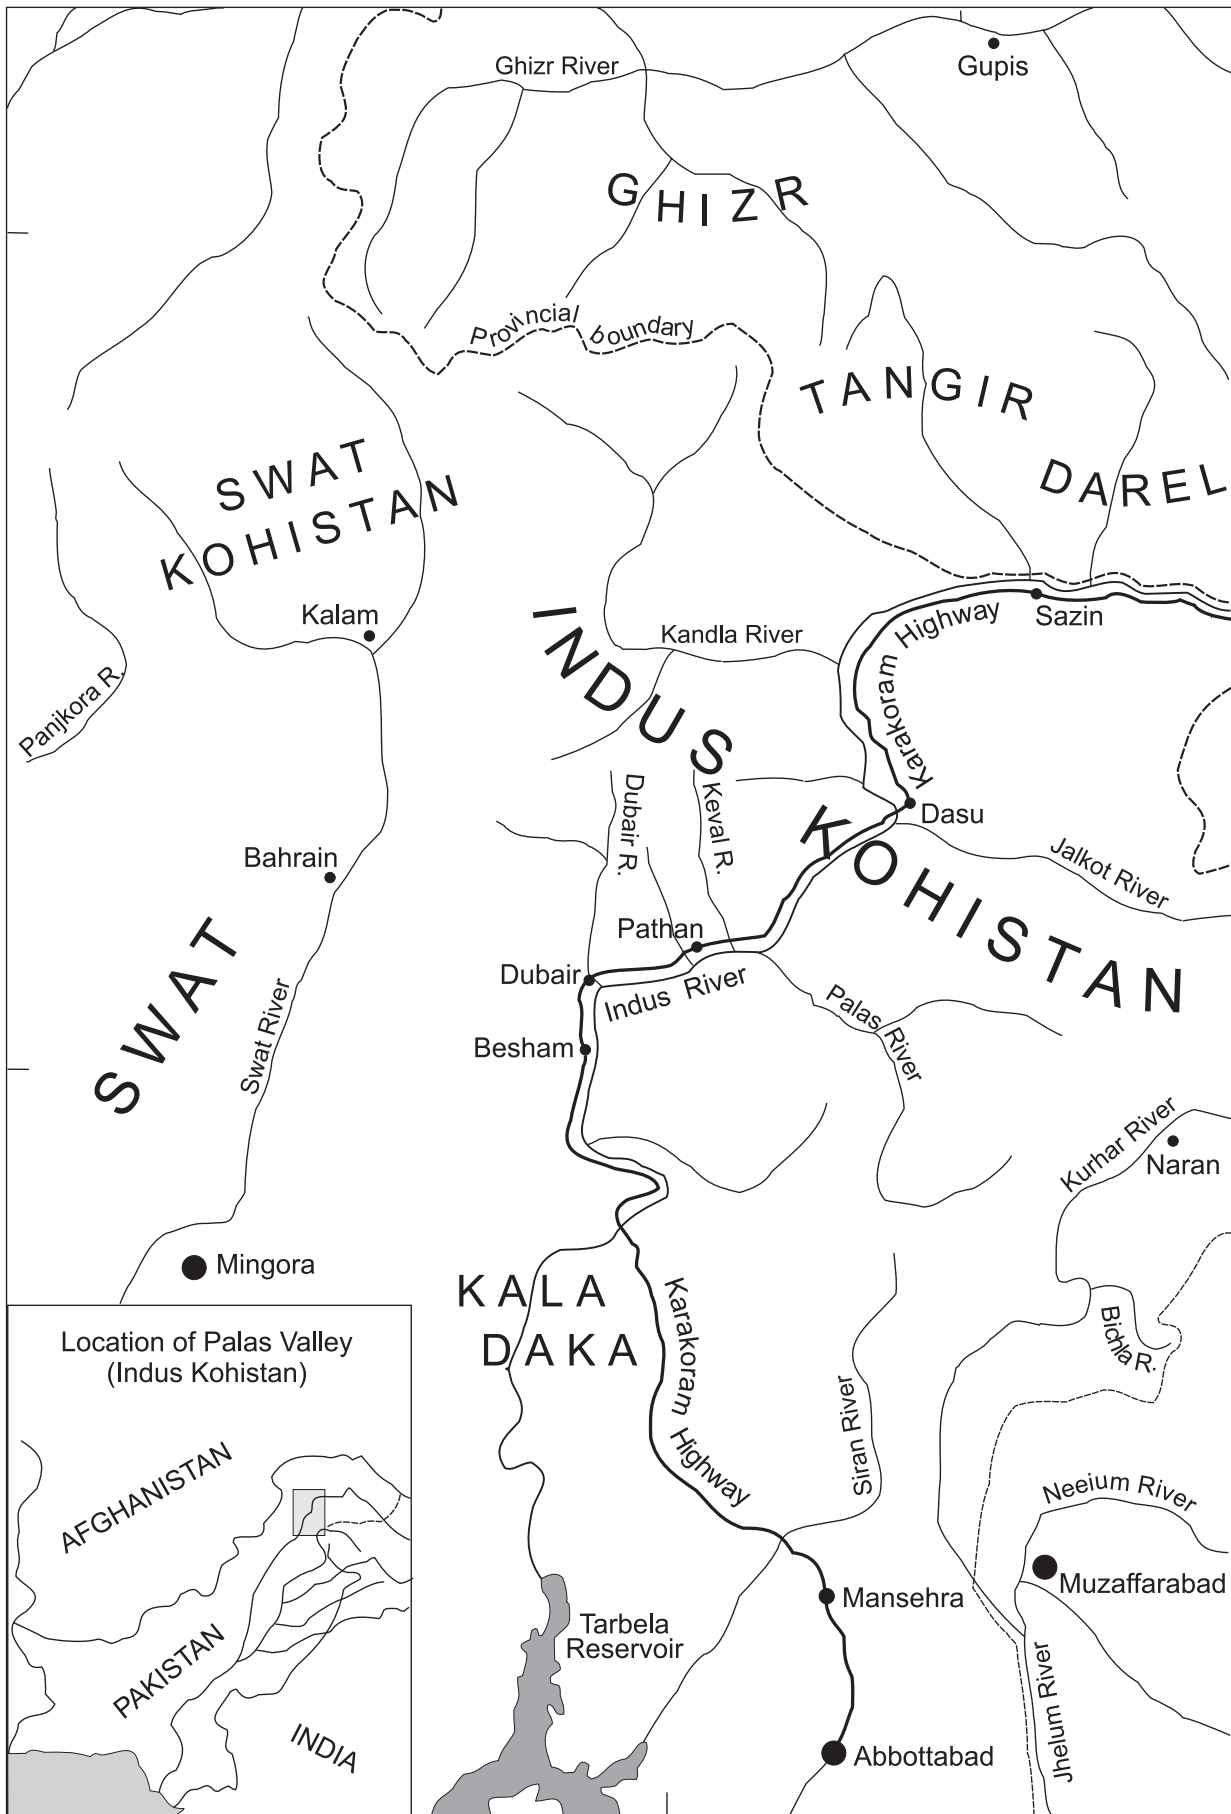 Ghizr River
Gupis
GHIZR
Provincial boundary
TANGIR
DAREL
SWAT
KOHISTAN
Kalam
Panjkora R.
INDUS KOHISTAN
Kandla River
Karakoram Highway
Sazin
Dasu
Dubair R.
Keval R.
Jalkot River
Bahrain
SWAT
Swat River
Pathan
Dubair
Indus River
Palas River
Besham
Kurhar River
Naran
Mingora
KALA
DAKA
Karakoram Highway
Bichla R.
Siran River
Neeium River
Muzaffarabad
Mansehra
Tarbela
Reservoir
Jhelum River
Abbottabad
Location of Palas Valley
(Indus Kohistan)
AFGHANISTAN
PAKISTAN
INDIA